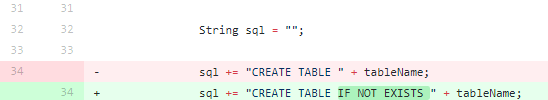 31 31
32 32 String sql = "";
33 33
34 - sql += "CREATE TABLE " + tableName;
34 + sql += "CREATE TABLE IF NOT EXISTS " + tableName;